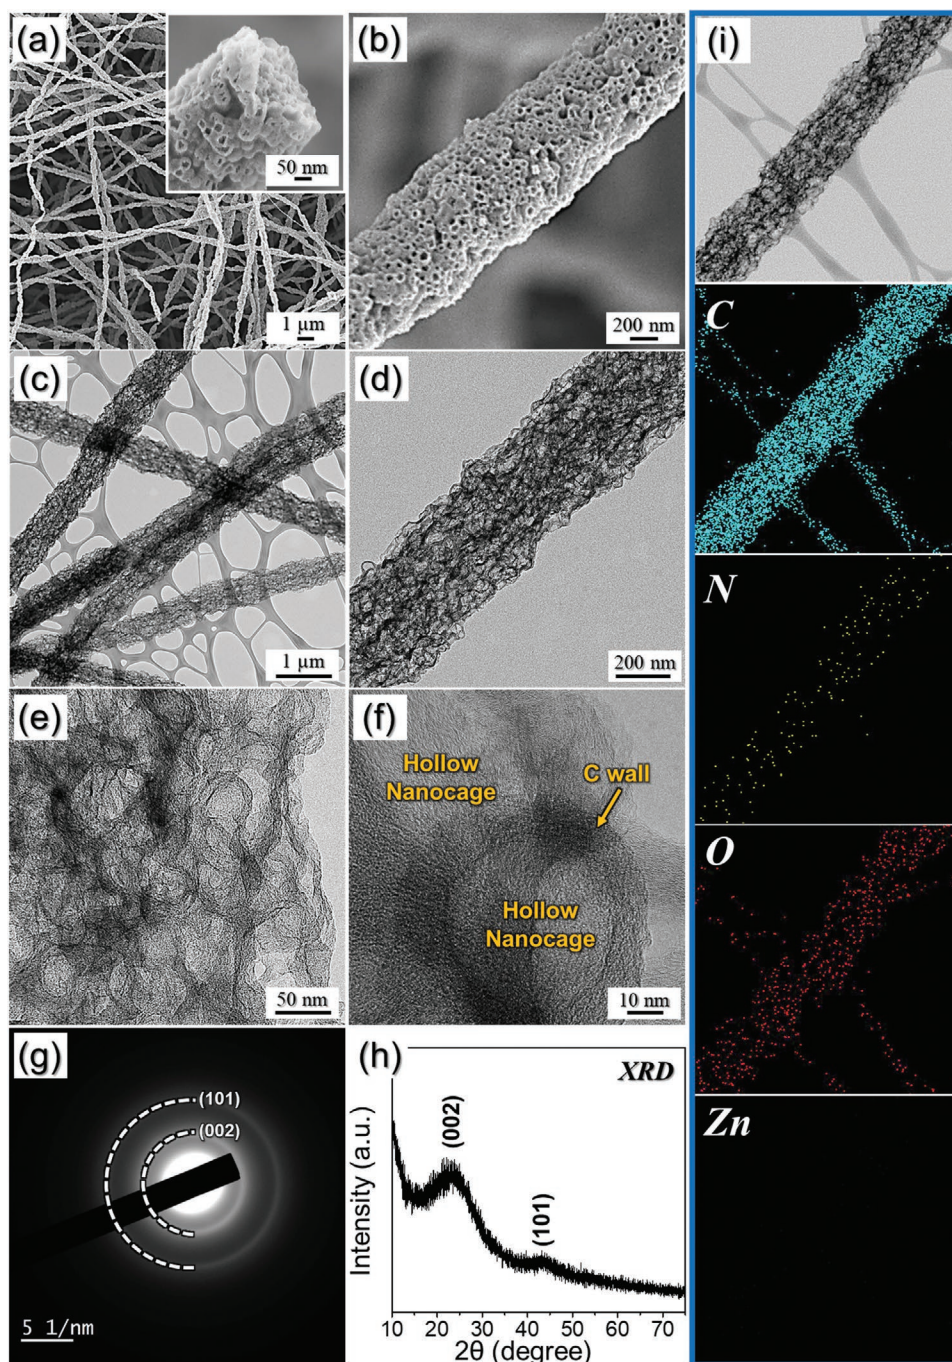 (a)
50 nm
1 µm
(b)
200 nm
(c)
1 µm
(d)
200 nm
(e)
50 nm
(f)
Hollow
Nanocage
C wall
Hollow
Nanocage
10 nm
(g)
(101)
(002)
5 1/nm
(h)
XRD
(002)
(101)
Intensity (a.u.)
10 20 30 40 50 60 70
2θ (degree)
(i)
C
N
O
Zn